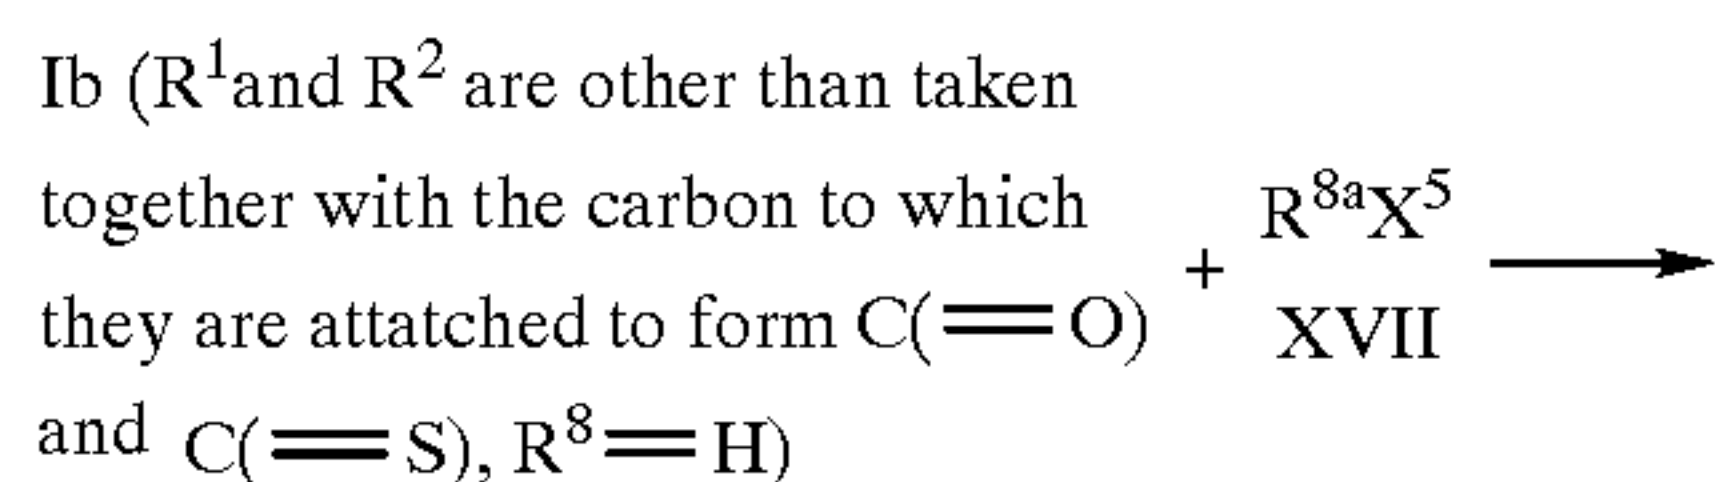 Ib (R¹and R² are other than taken
together with the carbon to which
they are attatched to form C(=O)
and C(=S), R⁸=H)
+
R⁸ᵃX⁵
XVII